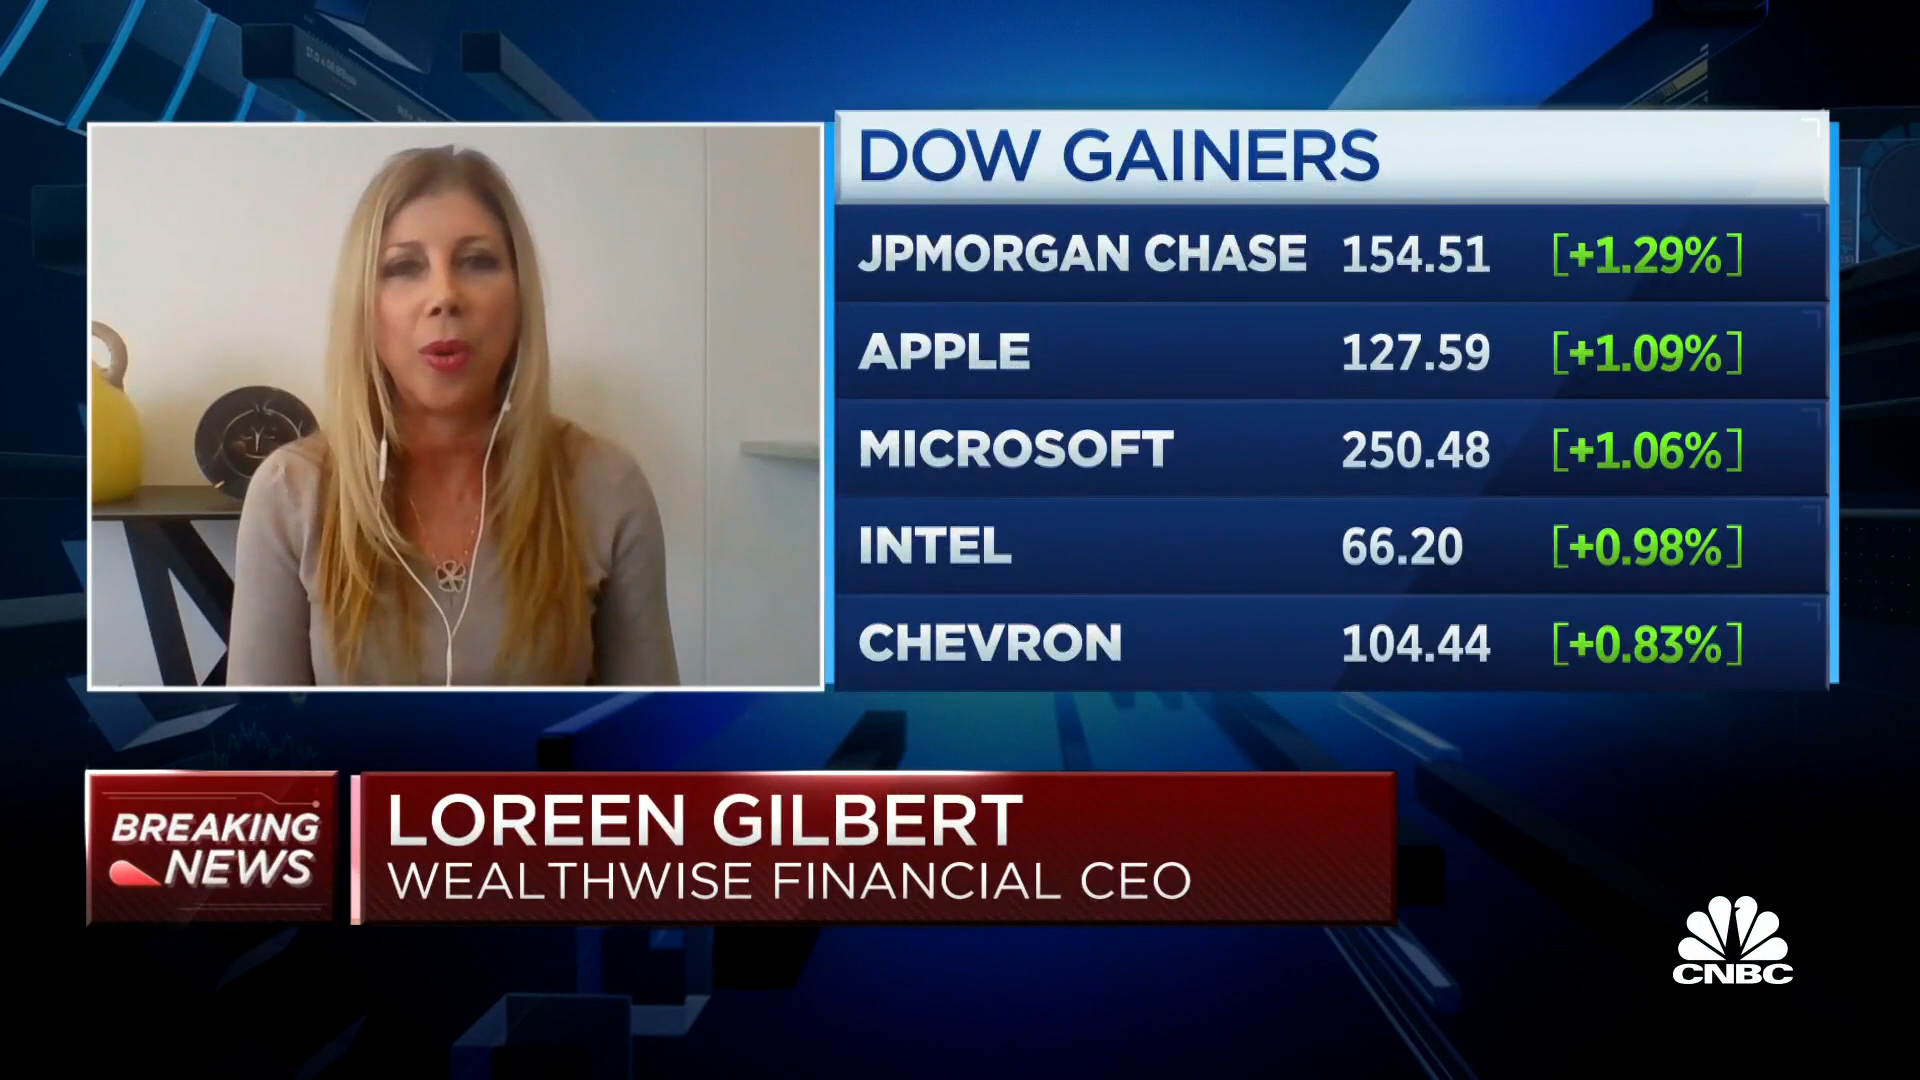 DOW GAINERS
JPMORGAN CHASE 154.51 [+1.29%]
APPLE 127.59 [+1.09%]
MICROSOFT 250.48 [+1.06%]
INTEL 66.20 [+0.98%]
CHEVRON 104.44 [+0.83%]
BREAKING
NEWS
LOREEN GILBERT
WEALTHWISE FINANCIAL CEO
CNBC